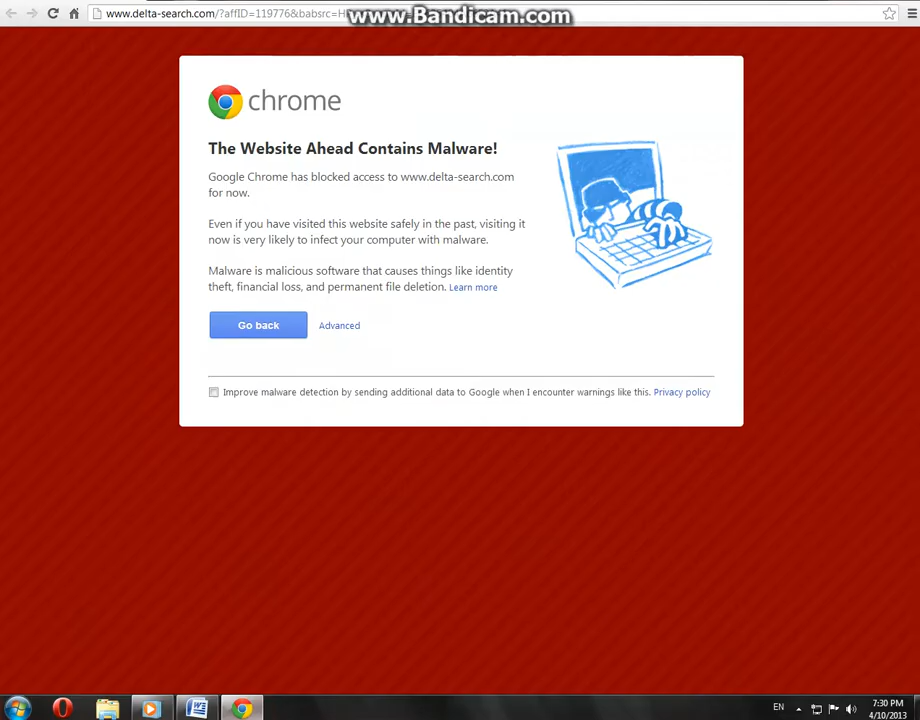 www.delta-search.com/?affID=119776&babsrc=H
www.Bandicam.com
chrome
The Website Ahead Contains Malware!
Google Chrome has blocked access to www.delta-search.com
for now.
Even if you have visited this website safely in the past, visiting it
now is very likely to infect your computer with malware.
Malware is malicious software that causes things like identity
theft, financial loss, and permanent file deletion. Learn more
Go back Advanced
Improve malware detection by sending additional data to Google when I encounter warnings like this. Privacy policy
EN
7:30 PM
4/10/2013